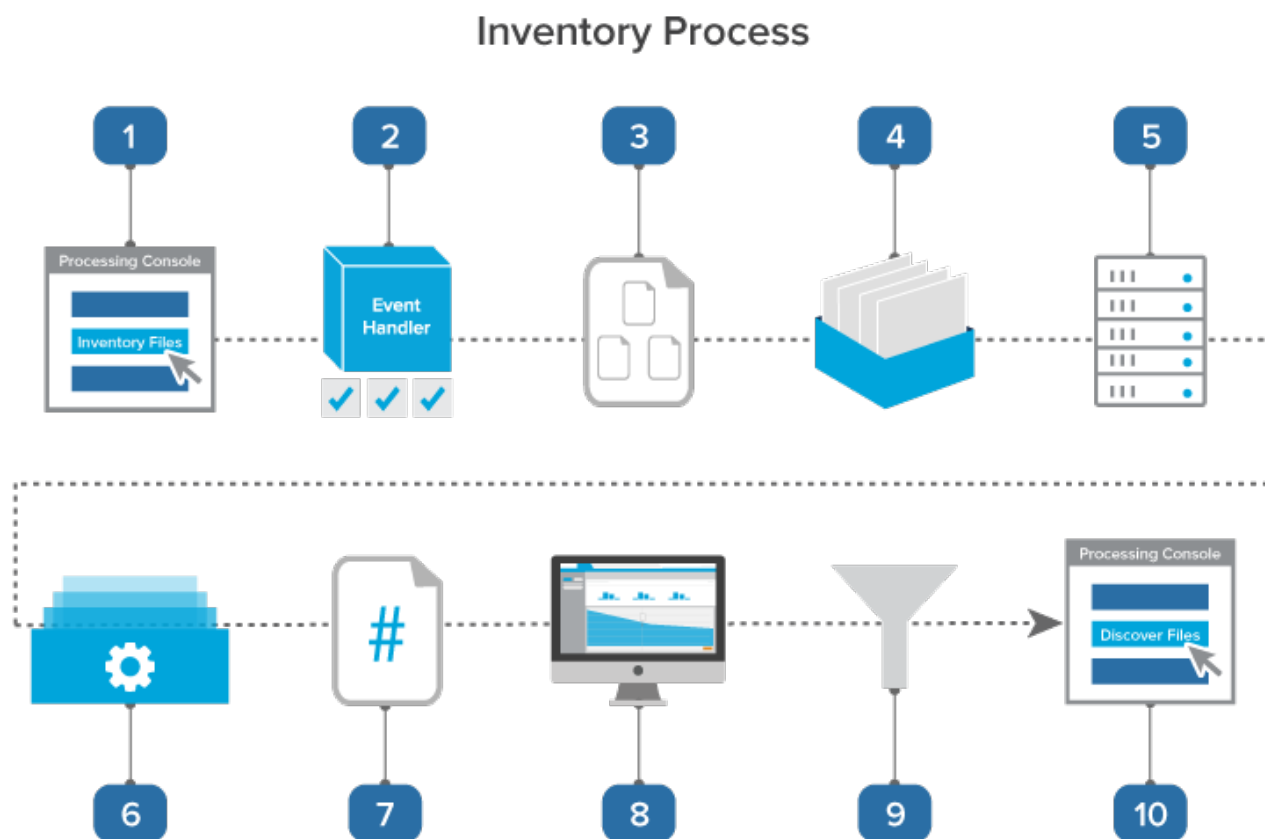 Inventory Process
1
2
3
4
5
Processing Console
Inventory Files
Event
Handler
#
Processing Console
Discover Files
6
7
8
9
10